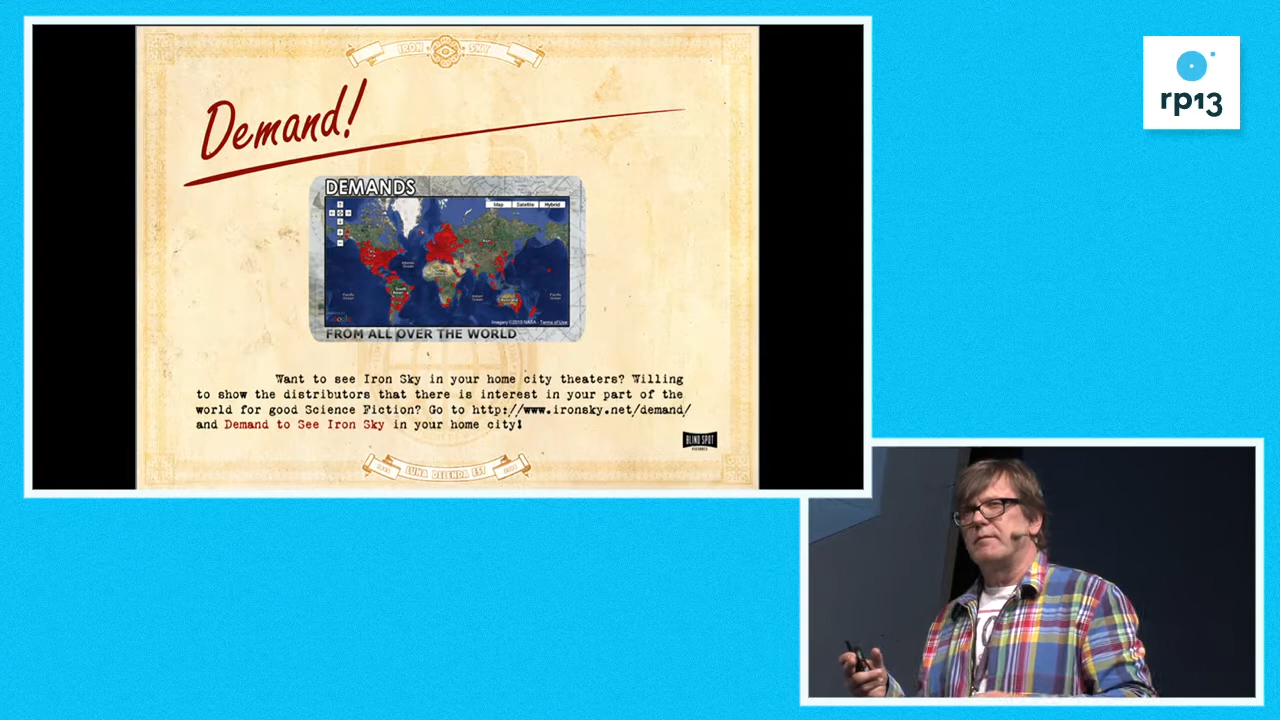 IRON SKY
Demand!
DEMANDS
Map Satellite Hybrid
FROM ALL OVER THE WORLD
Want to see Iron Sky in your home city theaters? Willing
to show the distributors that there is interest in your part of the
world for good Science Fiction? Go to http://www.ironsky.net/demand/
and Demand to See Iron Sky in your home city!
BLIND SPOT
PICTURES
LUNA DELENDA EST
rp13